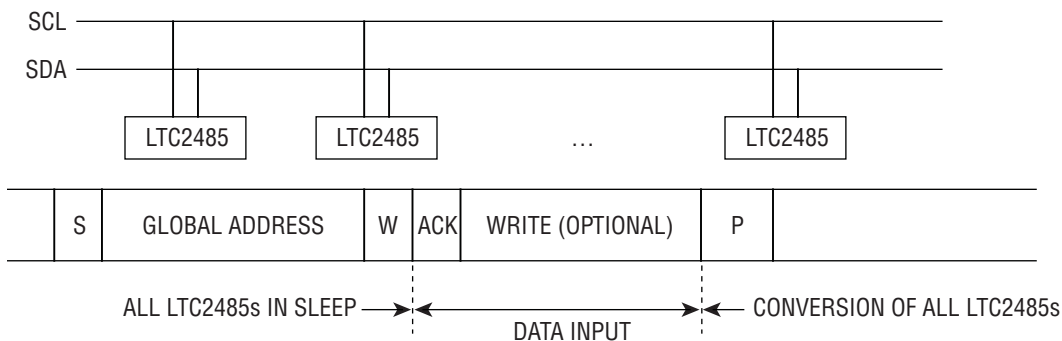 SCL
SDA
LTC2485 LTC2485 ... LTC2485
S GLOBAL ADDRESS W ACK WRITE (OPTIONAL) P
ALL LTC2485s IN SLEEP DATA INPUT CONVERSION OF ALL LTC2485s